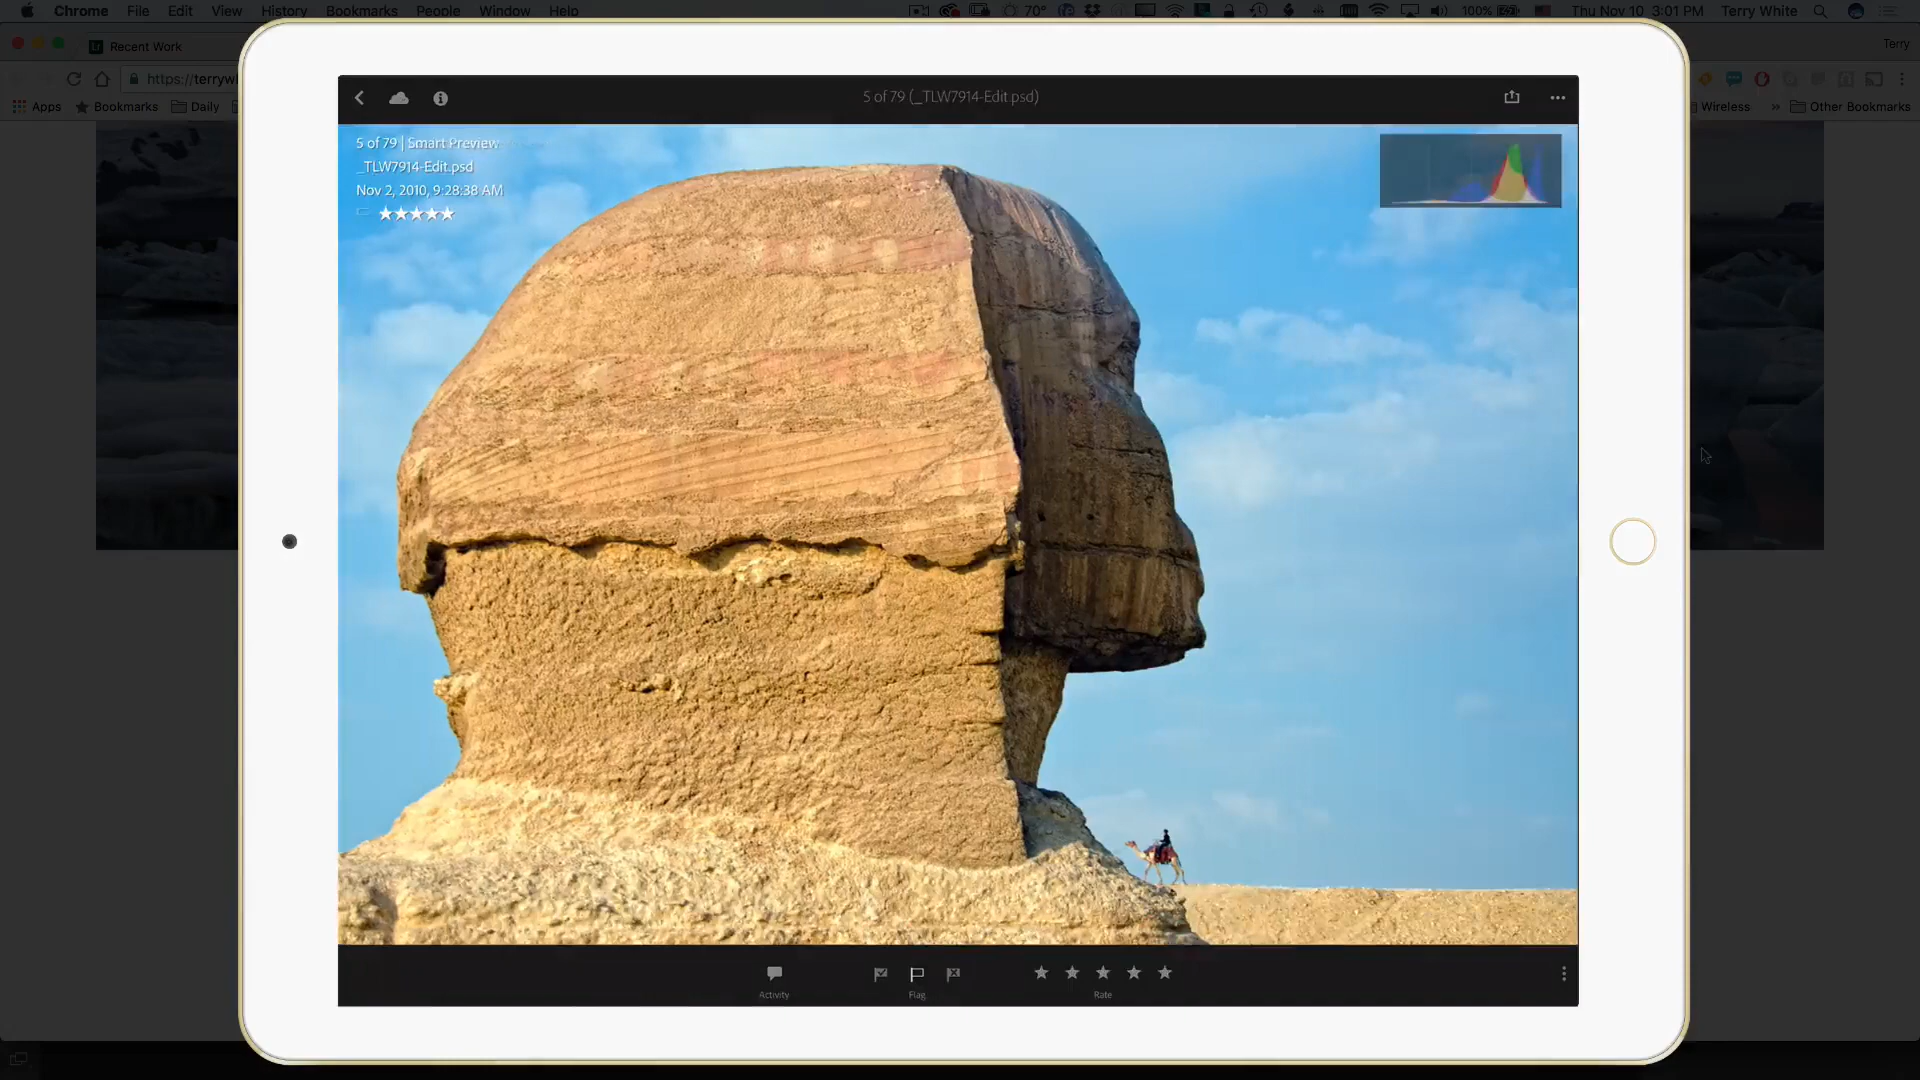 Chrome File Edit View History Bookmarks People Window Help
70° 100% Thu Nov 10 3:01 PM Terry White
Recent Work
Terry
https://terrywh
Apps Bookmarks Daily
Wireless » Other Bookmarks
5 of 79 (_TLW7914-Edit.psd)
5 of 79 | Smart Preview
_TLW7914-Edit.psd
Nov 2, 2010, 9:28:38 AM
Activity
Flag
Rate